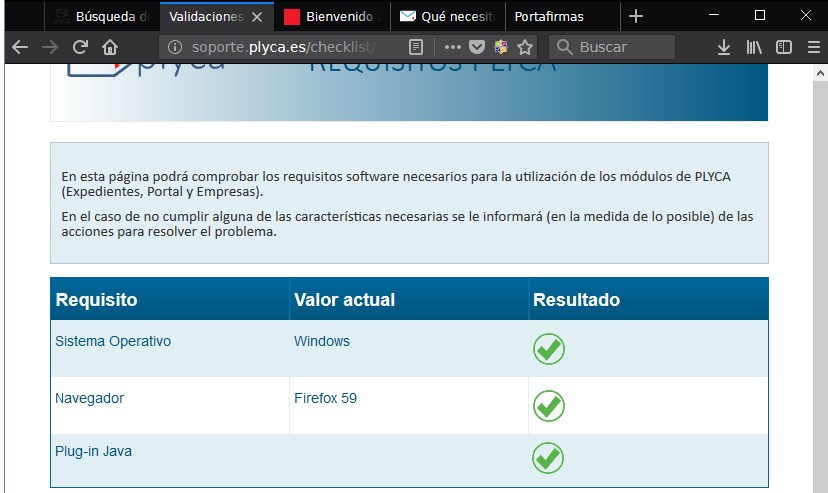 Búsqueda d
Validaciones
Bienvenido
Qué necesit
Portafirmas
soporte.plyca.es/checklist/
Buscar
plyca
REQUISITOS PLYCA
En esta página podrá comprobar los requisitos software necesarios para la utilización de los módulos de PLYCA
(Expedientes, Portal y Empresas).
En el caso de no cumplir alguna de las características necesarias se le informará (en la medida de lo posible) de las
acciones para resolver el problema.
Requisito Valor actual Resultado
Sistema Operativo Windows
Navegador Firefox 59
Plug-in Java